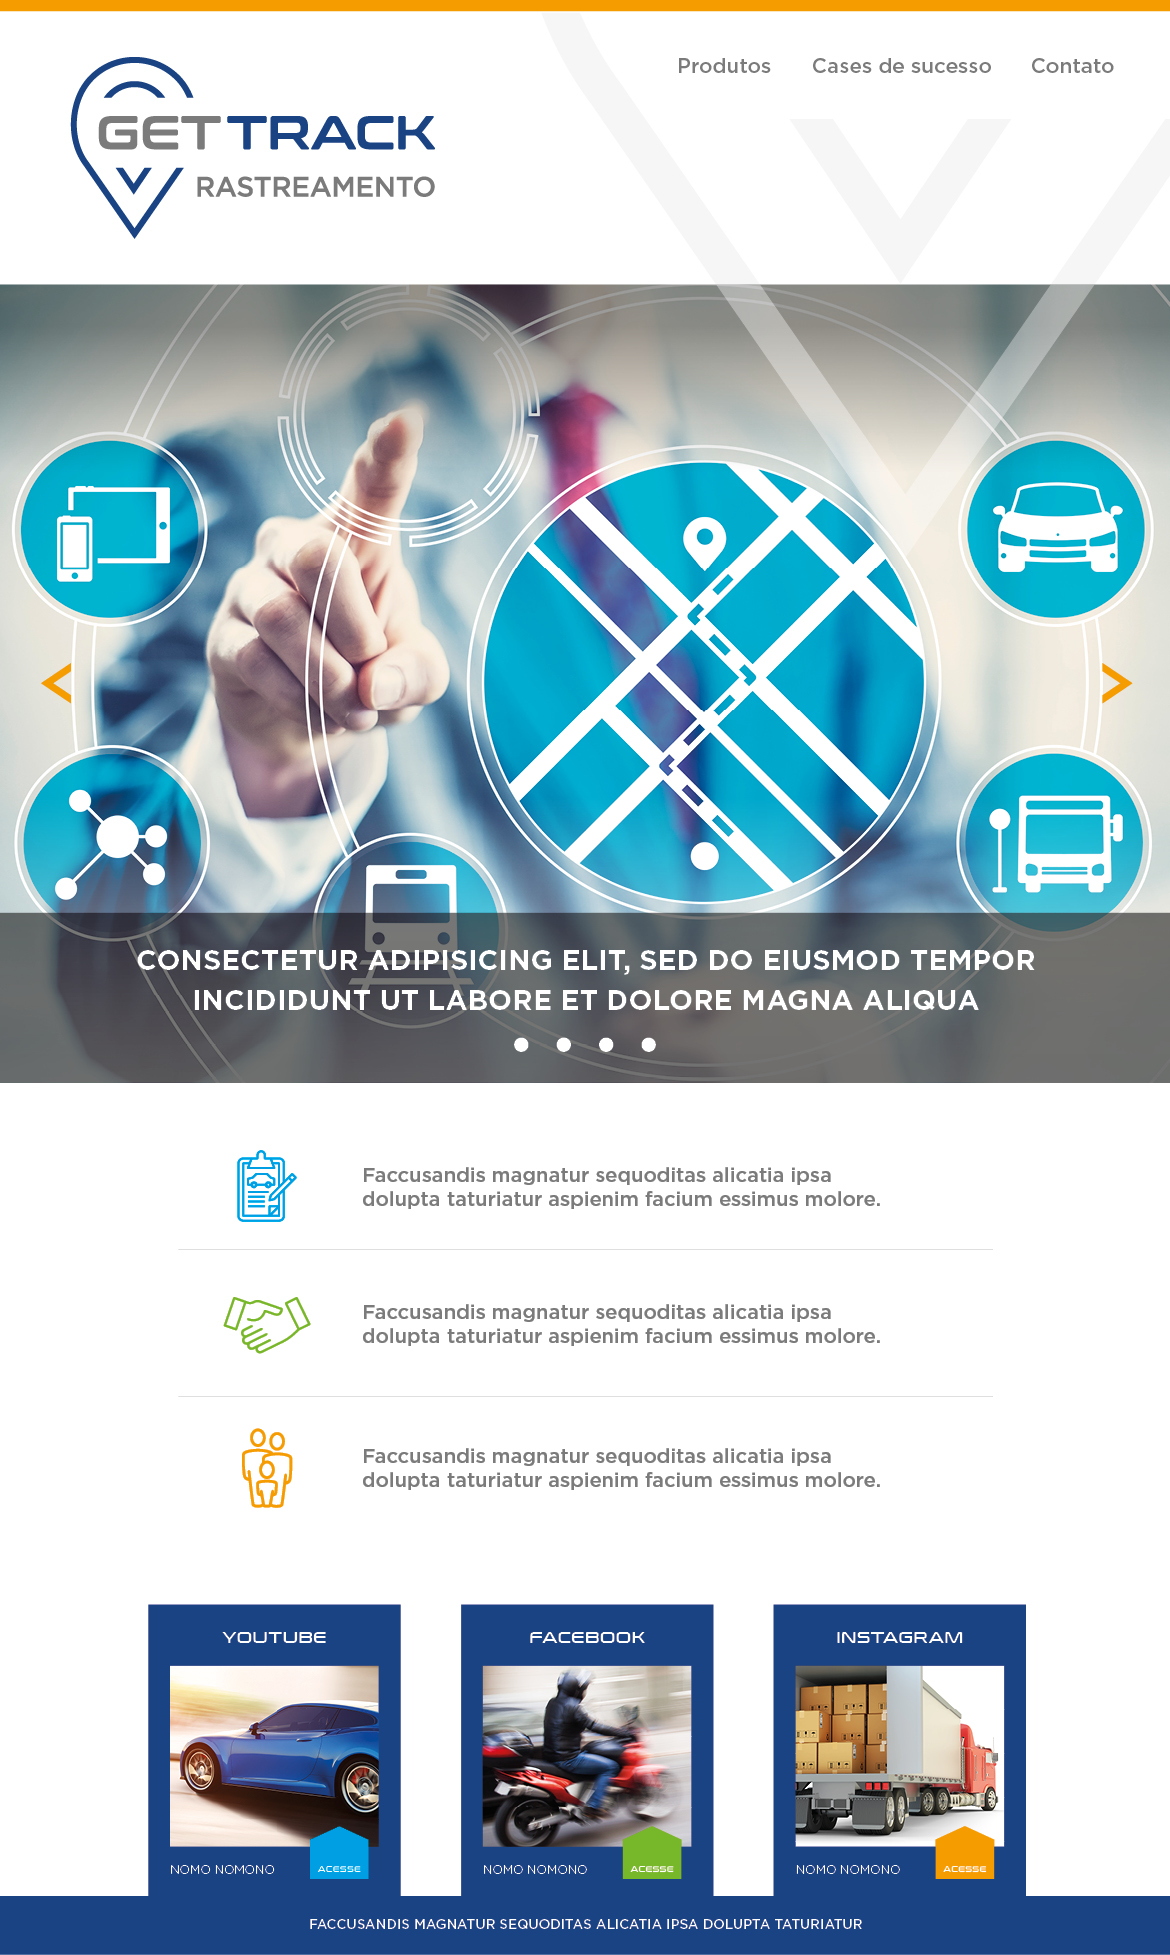 Produtos Cases de sucesso Contato
GETTRACK
RASTREAMENTO
CONSECTETUR ADIPISICING ELIT, SED DO EIUSMOD TEMPOR
INCIDIDUNT UT LABORE ET DOLORE MAGNA ALIQUA
Faccusandis magnatur sequoditas alicatia ipsa
dolupta taturiatur aspienim facium essimus molore.
Faccusandis magnatur sequoditas alicatia ipsa
dolupta taturiatur aspienim facium essimus molore.
Faccusandis magnatur sequoditas alicatia ipsa
dolupta taturiatur aspienim facium essimus molore.
YOUTUBE
NOMO NOMONO
ACESSE
FACEBOOK
NOMO NOMONO
ACESSE
INSTAGRAM
NOMO NOMONO
ACESSE
FACCUSANDIS MAGNATUR SEQUODITAS ALICATIA IPSA DOLUPTA TATURIATUR